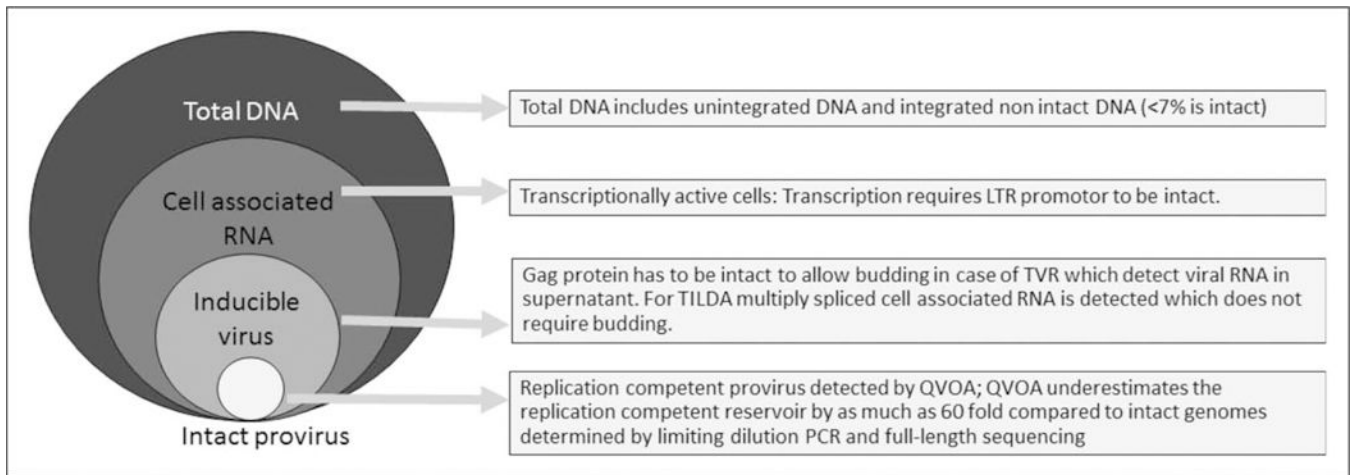 Total DNA
Total DNA includes unintegrated DNA and integrated non intact DNA (<7% is intact)
Cell associated
RNA
Transcriptionally active cells: Transcription requires LTR promotor to be intact.
Inducible
virus
Gag protein has to be intact to allow budding in case of TVR which detect viral RNA in
supernatant. For TILDA multiply spliced cell associated RNA is detected which does not
require budding.
Intact provirus
Replication competent provirus detected by QVOA; QVOA underestimates the
replication competent reservoir by as much as 60 fold compared to intact genomes
determined by limiting dilution PCR and full-length sequencing